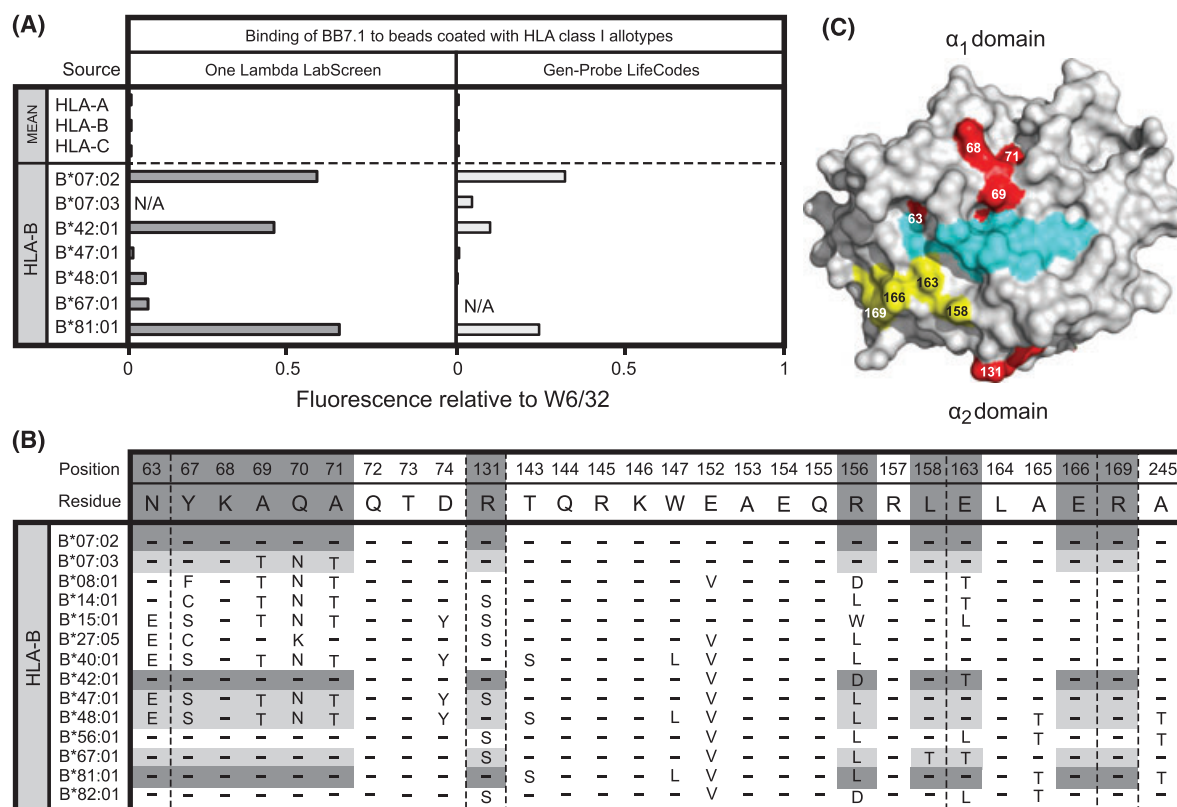 (A)
Binding of BB7.1 to beads coated with HLA class I allotypes
Source One Lambda LabScreen Gen-Probe LifeCodes
MEAN
HLA-A
HLA-B
HLA-C
HLA-B
B*07:02
B*07:03 N/A
B*42:01
B*47:01
B*48:01
B*67:01 N/A
B*81:01
0 0.5 0 0.5 1
Fluorescence relative to W6/32
(C)
α1 domain
68 71
69
63
163
166
169 158
131
α2 domain
(B)
Position 63 67 68 69 70 71 72 73 74 131 143 144 145 146 147 152 153 154 155 156 157 158 163 164 165 166 169 245
Residue N Y K A Q A Q T D R T Q R K W E A E Q R R L E L A E R A
HLA-B
B*07:02 – – – – – – – – – – – – – – – – – – – – – – – – – – – –
B*07:03 – – – T N T – – – – – – – – – – – – – – – – – – – – – –
B*08:01 – F – T N T – – – – – – – – – V – – – D – – T – – – – –
B*14:01 – C – T N T – – – S – – – – – – – – – L – – T – – – – –
B*15:01 E S – T N T – – Y S – – – – – – – – – W – – L – – – – –
B*27:05 E C – – K – – – – S – – – – – V – – – L – – – – – – – –
B*40:01 E S – T N T – – Y – S – – – L V – – – L – – – – – – – –
B*42:01 – – – – – – – – – – – – – – – V – – – D – – T – – – – –
B*47:01 E S – T N T – – Y S – – – – – V – – – L – – – – – – – –
B*48:01 E S – T N T – – Y – S – – – L V – – – L – – – – T – – T
B*56:01 – – – – – – – – – S – – – – – V – – – L – – L – T – – T
B*67:01 – – – – – – – – – S – – – – – V – – – L – T T – – – – –
B*81:01 – – – – – – – – – – S – – – L V – – – L – – – – T – – T
B*82:01 – – – – – – – – – S – – – – – V – – – D – – L – T – – –